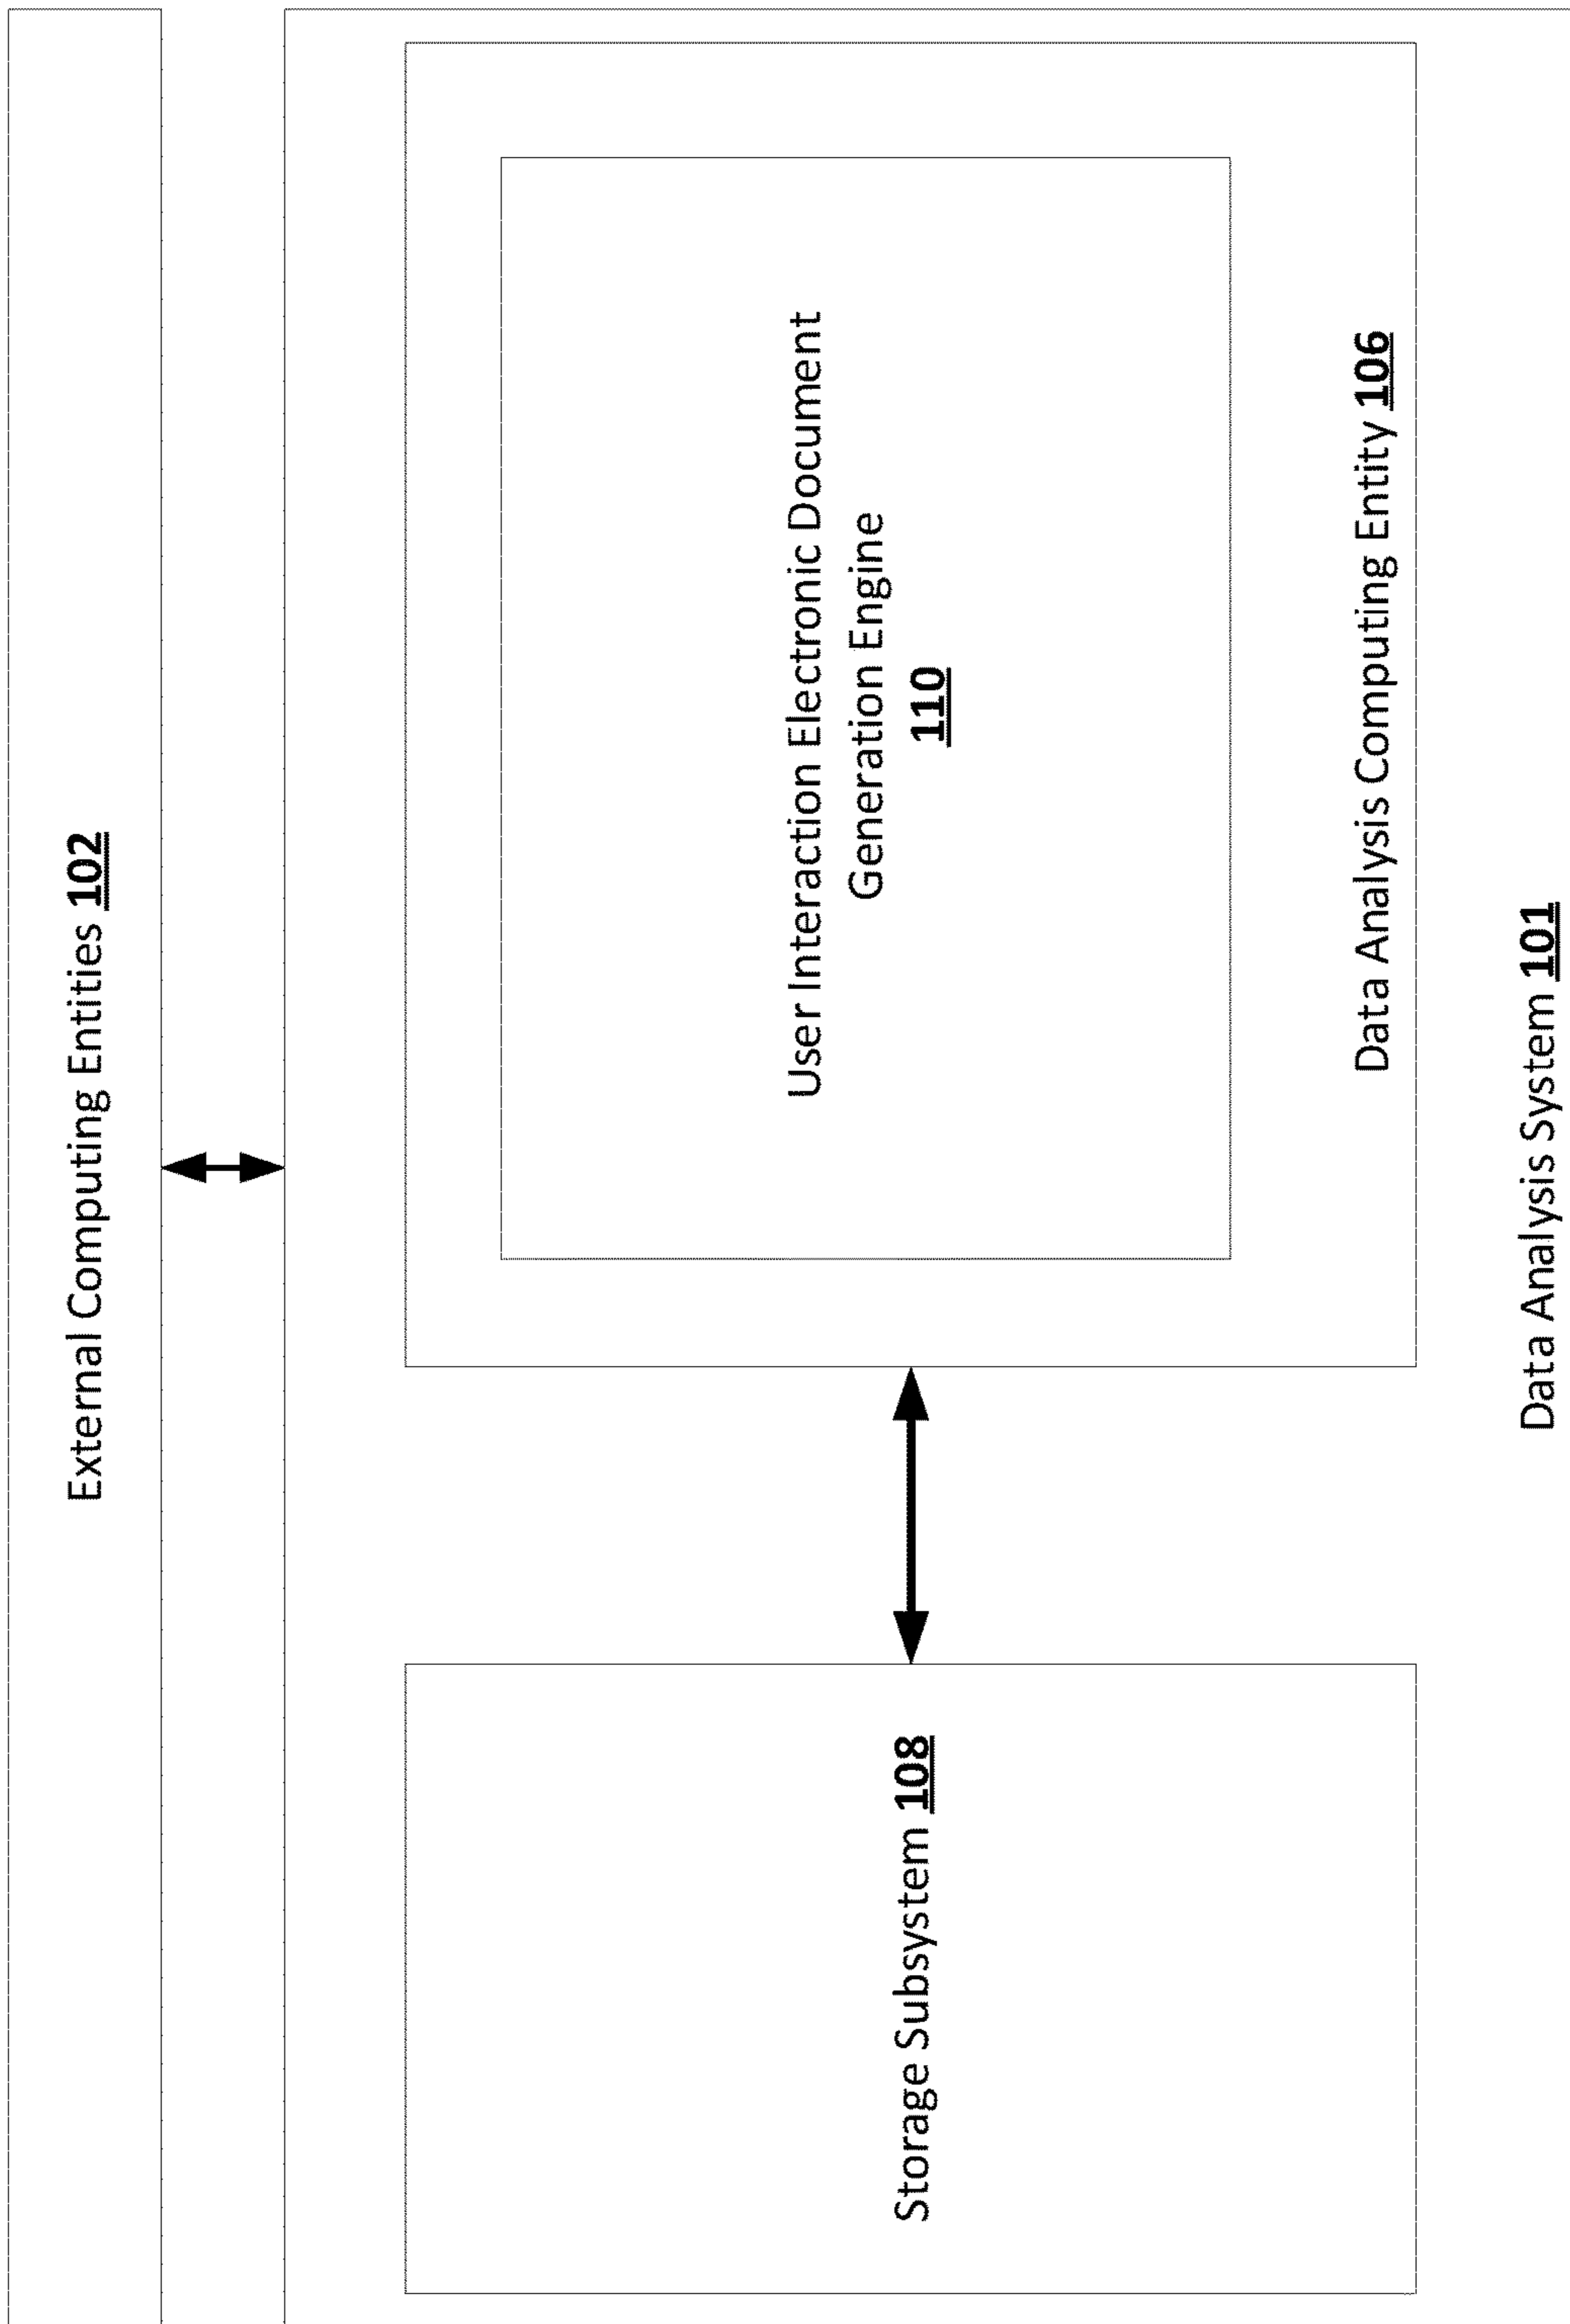 External Computing Entities 102
Storage Subsystem 108
User Interaction Electronic Document
Generation Engine
110
Data Analysis Computing Entity 106
Data Analysis System 101